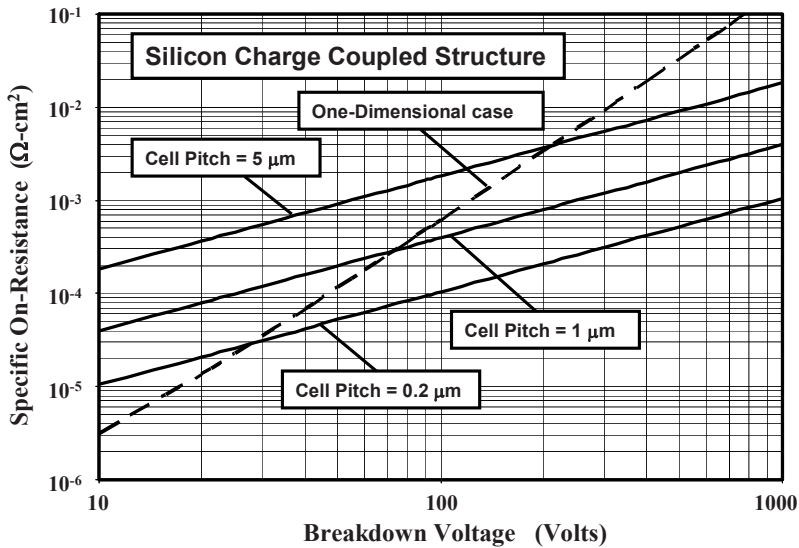 Silicon Charge Coupled Structure
One-Dimensional case
Cell Pitch = 5 μm
Cell Pitch = 1 μm
Cell Pitch = 0.2 μm
Specific On-Resistance (Ω-cm²)
10⁻¹
10⁻²
10⁻³
10⁻⁴
10⁻⁵
10⁻⁶
10
100
1000
Breakdown Voltage (Volts)